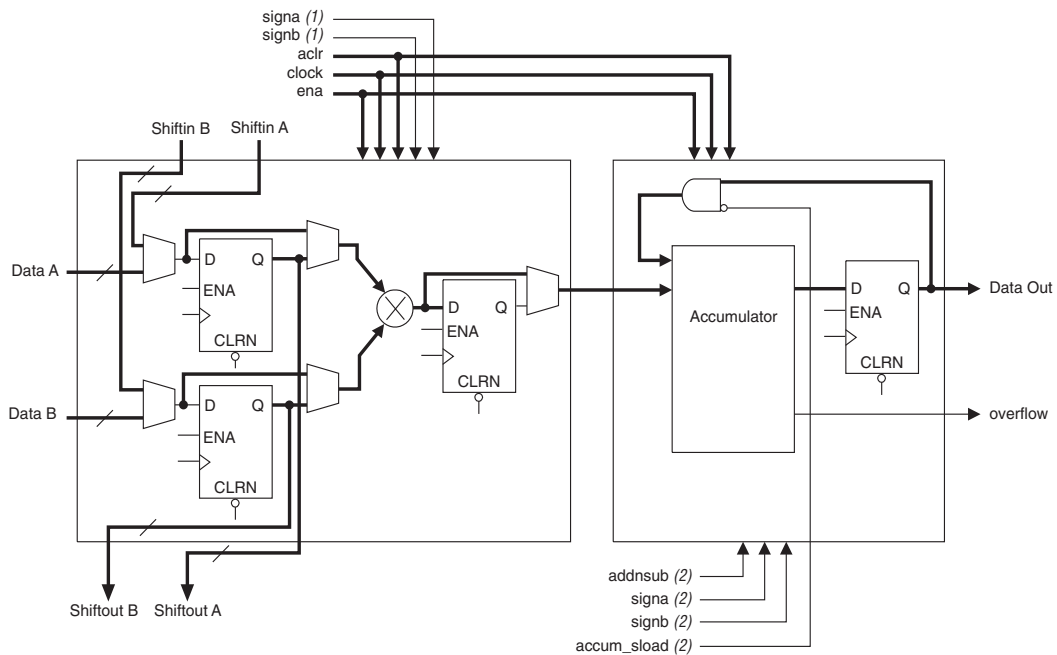 signa (1)
signb (1)
aclr
clock
ena
Shiftin B
Shiftin A
Data A
D
Q
ENA
CLRN
D
Q
ENA
CLRN
Accumulator
D
Q
ENA
CLRN
Data Out
Data B
D
Q
ENA
CLRN
overflow
Shiftout B
Shiftout A
addnsub (2)
signa (2)
signb (2)
accum_sload (2)